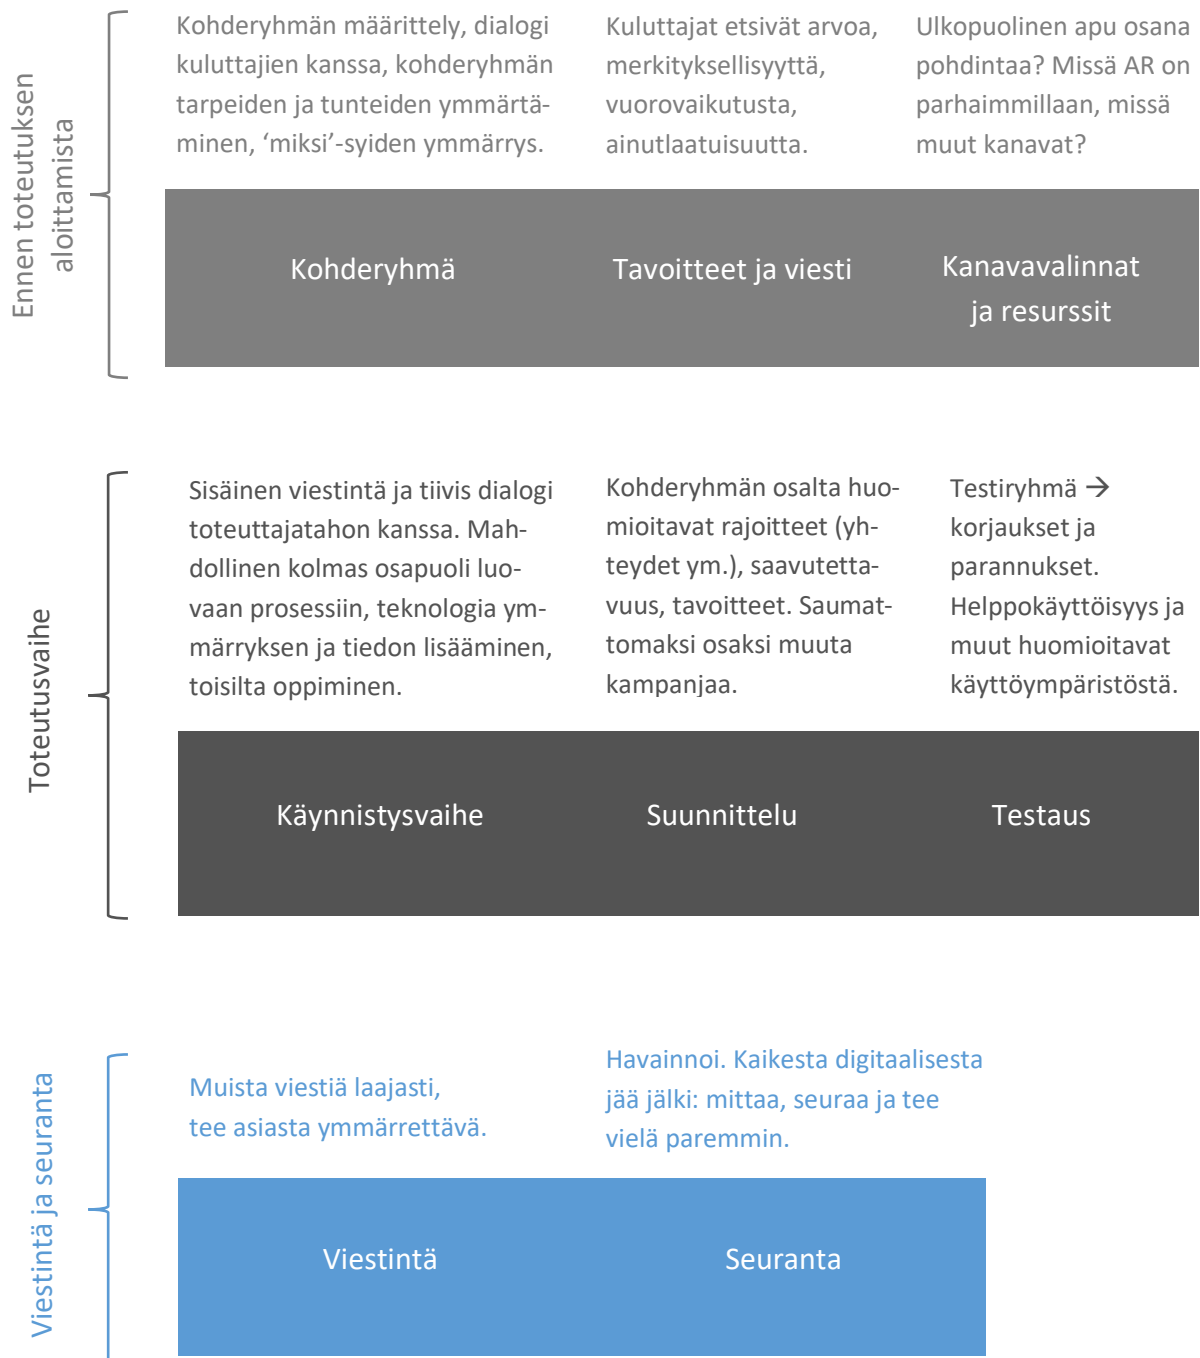 Ennen toteutuksen
aloittamista
Kohderyhmän määrittely, dialogi
kuluttajien kanssa, kohderyhmän
tarpeiden ja tunteiden ymmärtä-
minen, ‘miksi’-syiden ymmärrys.
Kuluttajat etsivät arvoa,
merkityksellisyyttä,
vuorovaikutusta,
ainutlaatuisuutta.
Ulkopuolinen apu osana
pohdintaa? Missä AR on
parhaimmillaan, missä
muut kanavat?
Kohderyhmä
Tavoitteet ja viesti
Kanavavalinnat
ja resurssit
Toteutusvaihe
Sisäinen viestintä ja tiivis dialogi
toteuttajatahon kanssa. Mah-
dollinen kolmas osapuoli luo-
vaan prosessiin, teknologia ym-
märryksen ja tiedon lisääminen,
toisilta oppiminen.
Kohderyhmän osalta huo-
mioitavat rajoitteet (yh-
teydet ym.), saavutetta-
vuus, tavoitteet. Saumat-
tomaksi osaksi muuta
kampanjaa.
Testiryhmä →
korjaukset ja
parannukset.
Helppokäyttöisyys ja
muut huomioitavat
käyttöympäristöstä.
Käynnistysvaihe
Suunnittelu
Testaus
Viestintä ja seuranta
Muista viestiä laajasti,
tee asiasta ymmärrettävä.
Havainnoi. Kaikesta digitaalisesta
jää jälki: mittaa, seuraa ja tee
vielä paremmin.
Viestintä
Seuranta